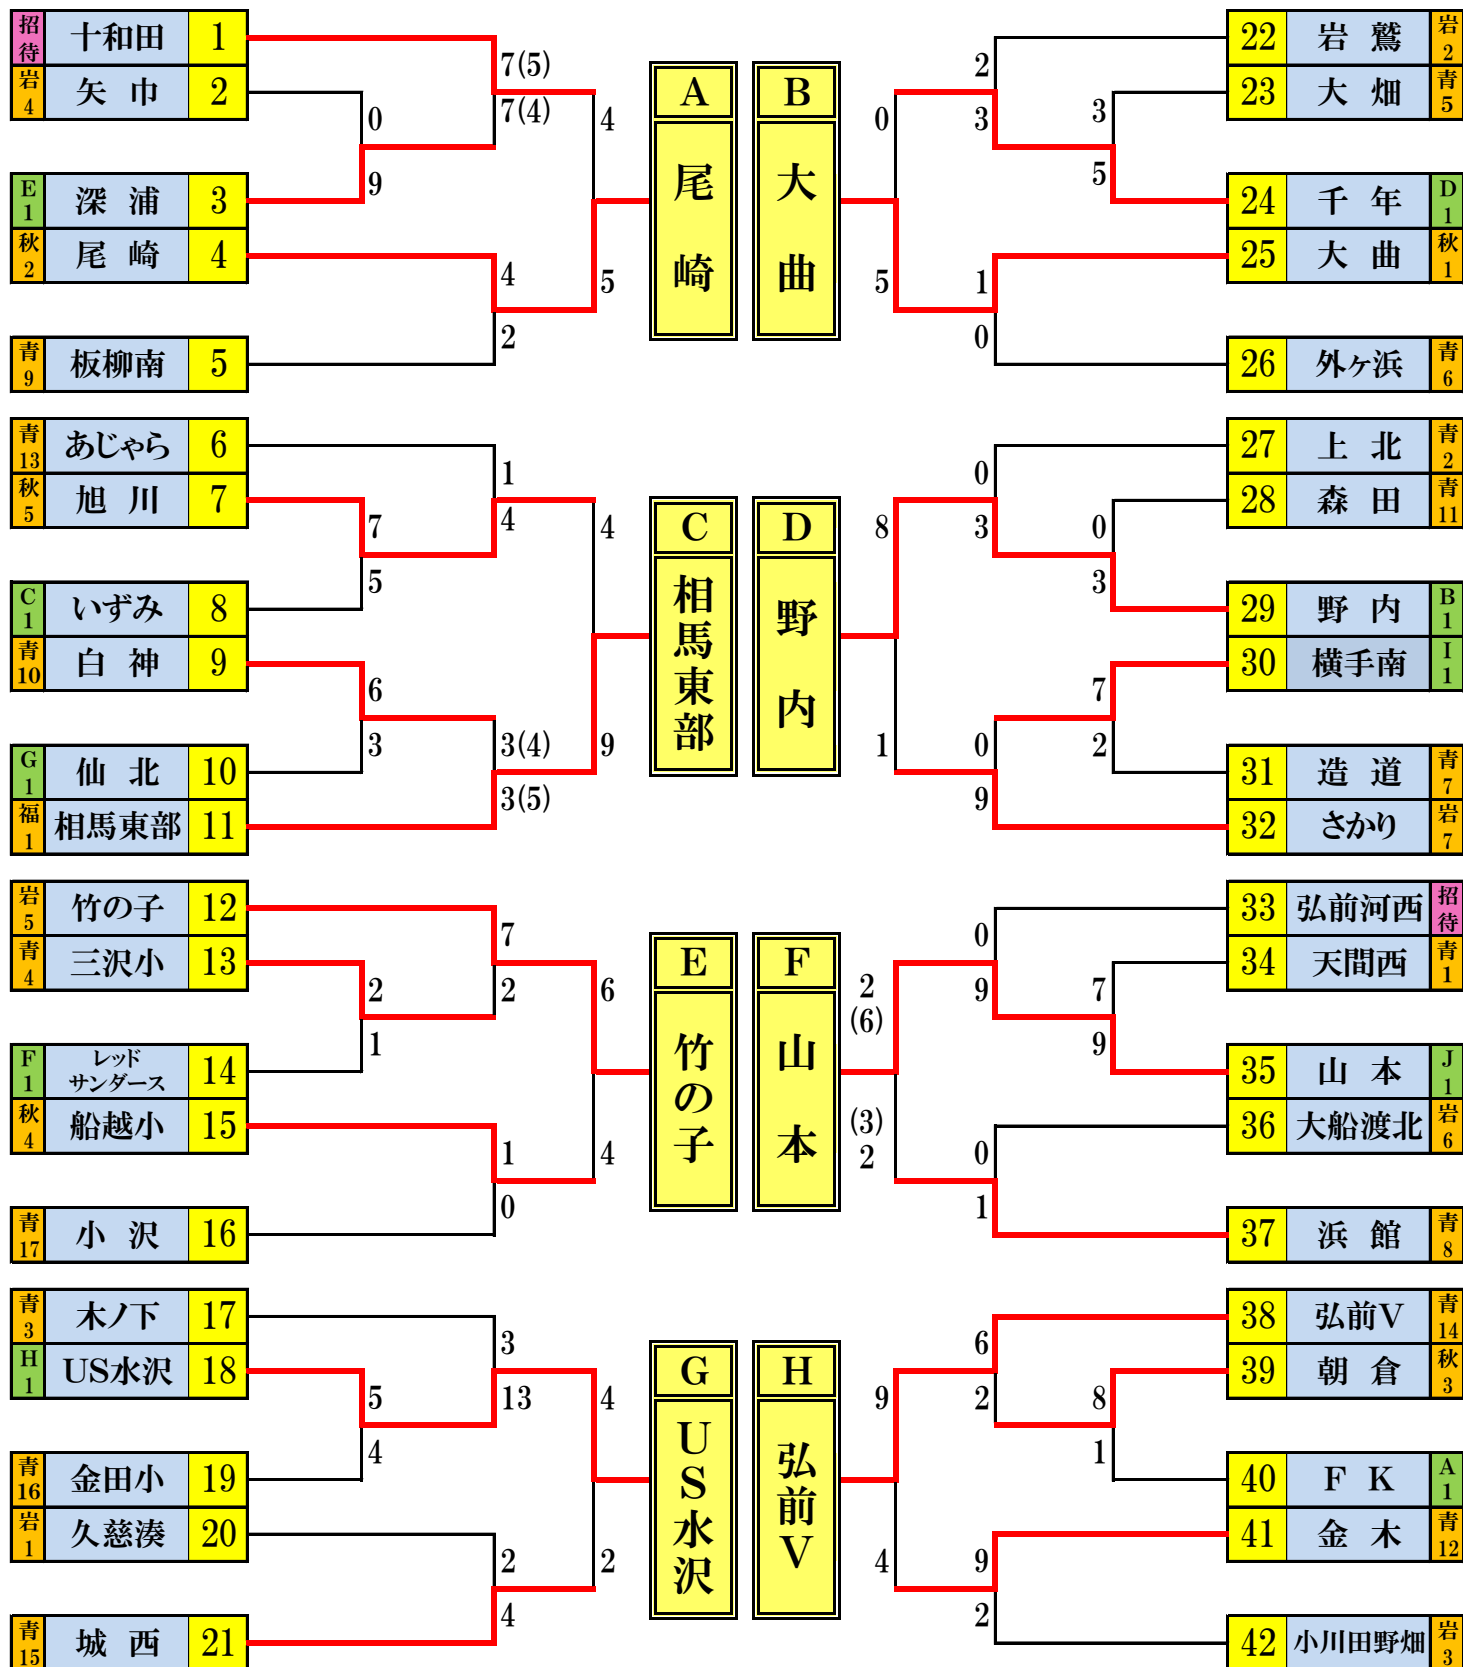 招待 十和田 1
岩4 矢巾 2
E1 深浦 3
秋2 尾崎 4
青9 板柳南 5
0
9
7(5)
7(4)
4
2
4
5
A 尾崎
青13 あじゃら 6
秋5 旭川 7
C1 いずみ 8
青10 白神 9
G1 仙北 10
福1 相馬東部 11
7
5
6
3
1
4
3(4)
3(5)
4
9
C 相馬東部
岩5 竹の子 12
青4 三沢小 13
F1 レッドサンダース 14
秋4 船越小 15
青17 小沢 16
2
1
7
2
1
0
6
4
E 竹の子
青3 木ノ下 17
H1 US水沢 18
青16 金田小 19
岩1 久慈湊 20
青15 城西 21
5
4
3
13
2
4
4
2
G US水沢
22 岩鷲 岩2
23 大畑 青5
24 千年 D1
25 大曲 秋1
26 外ヶ浜 青6
3
5
2
3
1
0
0
5
B 大曲
27 上北 青2
28 森田 青11
29 野内 B1
30 横手南 I1
31 造道 青7
32 さかり 岩7
0
3
7
2
0
3
0
9
8
1
D 野内
33 弘前河西 招待
34 天間西 青1
35 山本 J1
36 大船渡北 岩6
37 浜館 青8
7
9
0
9
0
1
2
(6)
(3)
2
F 山本
38 弘前V 青14
39 朝倉 秋3
40 FK A1
41 金木 青12
42 小川田野畑 岩3
8
1
6
2
9
2
9
4
H 弘前V